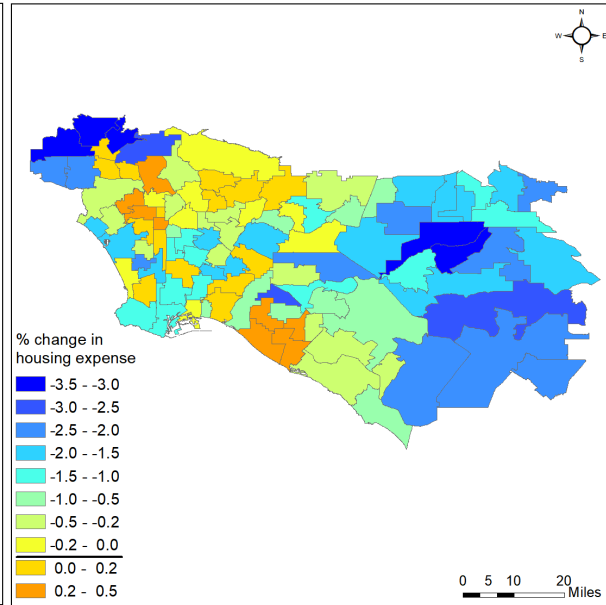 N
W E
S
% change in
housing expense
-3.5 - -3.0
-3.0 - -2.5
-2.5 - -2.0
-2.0 - -1.5
-1.5 - -1.0
-1.0 - -0.5
-0.5 - -0.2
-0.2 - 0.0
0.0 - 0.2
0.2 - 0.5
0 5 10 20
Miles